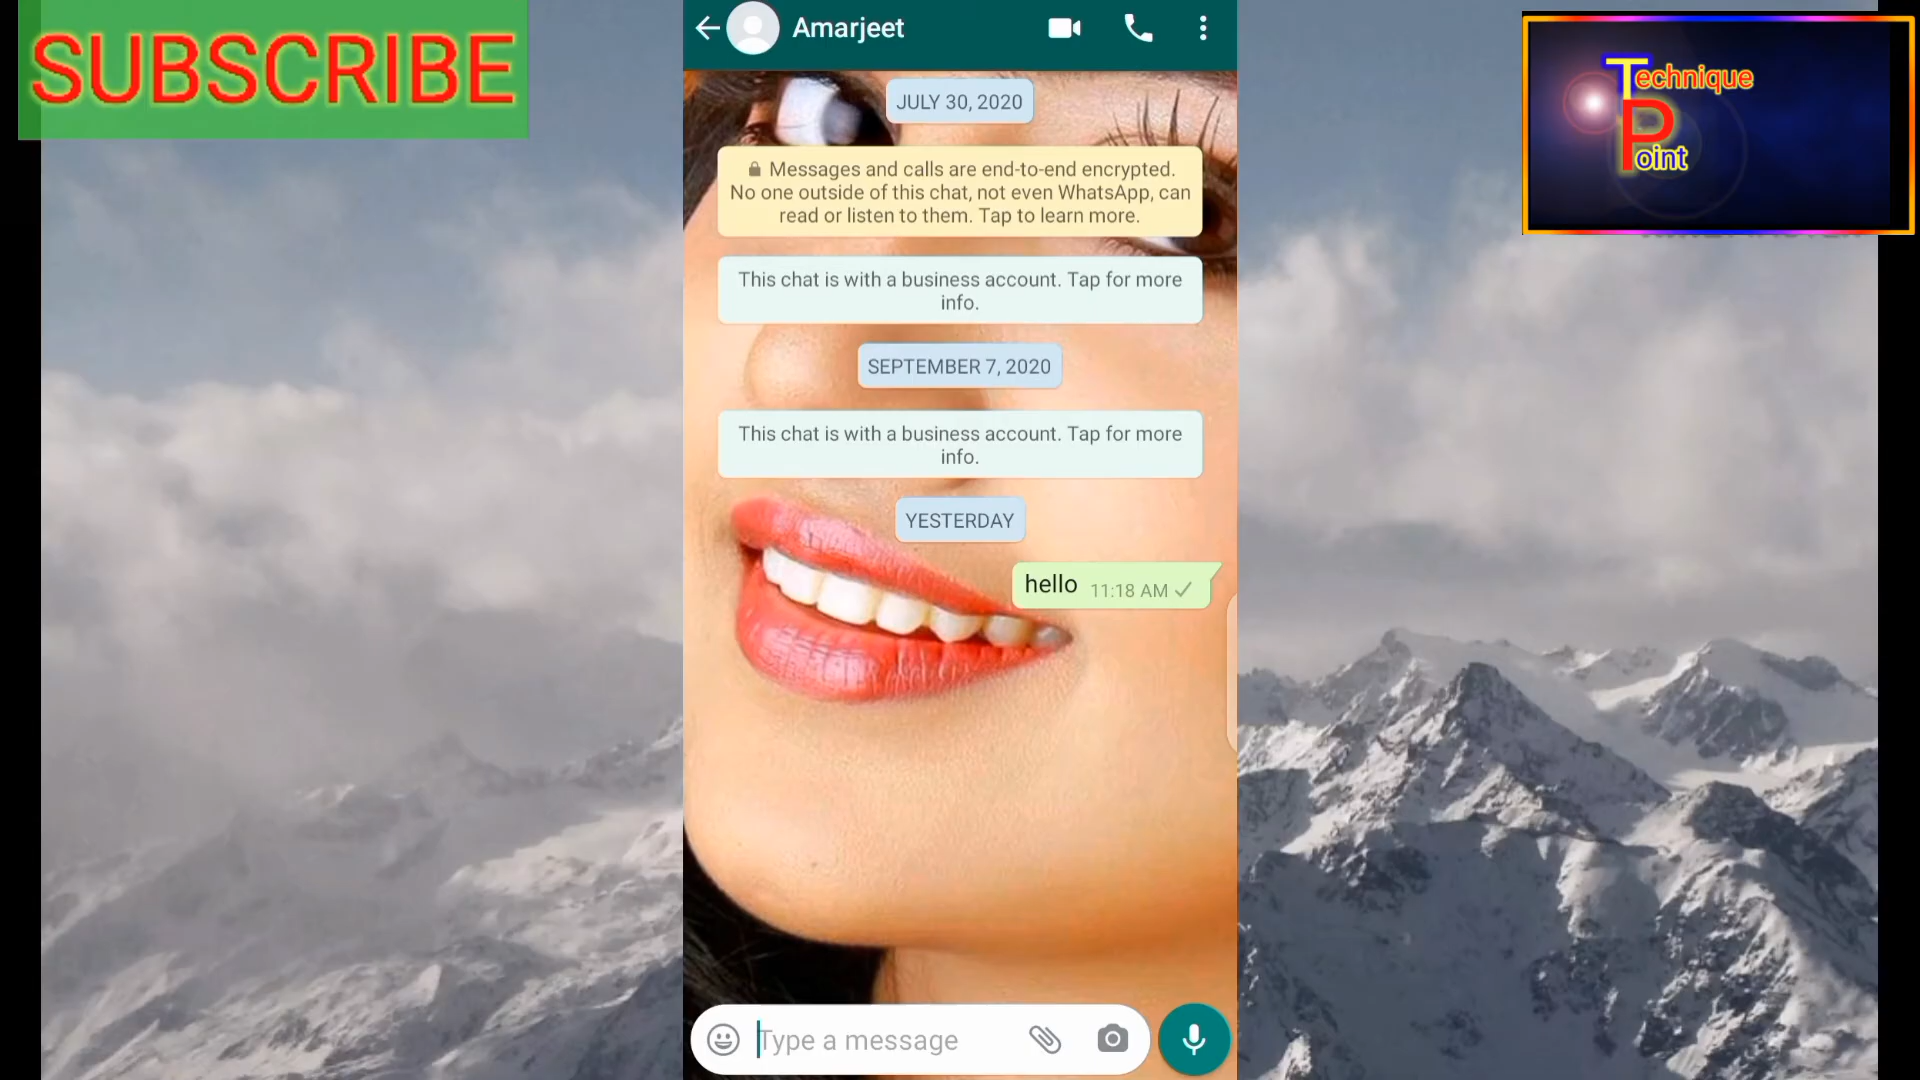 SUBSCRIBE
Amarjeet
Technique
Point
JULY 30, 2020
Messages and calls are end-to-end encrypted.
No one outside of this chat, not even WhatsApp, can
read or listen to them. Tap to learn more.
This chat is with a business account. Tap for more
info.
SEPTEMBER 7, 2020
This chat is with a business account. Tap for more
info.
YESTERDAY
hello 11:18 AM
Type a message